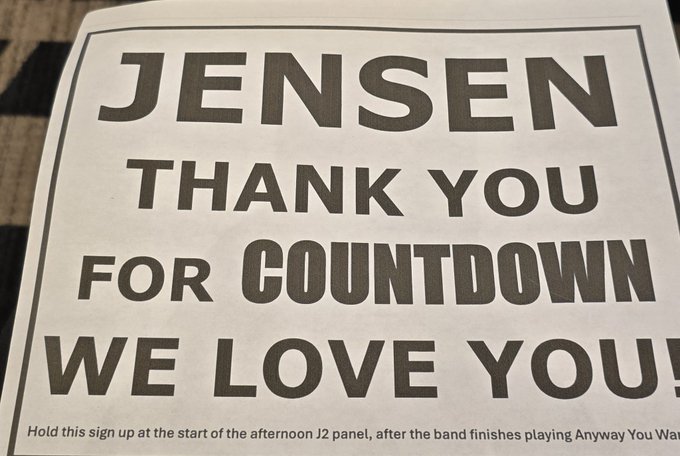 JENSEN
THANK YOU
FOR COUNTDOWN
WE LOVE YOU!
Hold this sign up at the start of the afternoon J2 panel, after the band finishes playing Anyway You